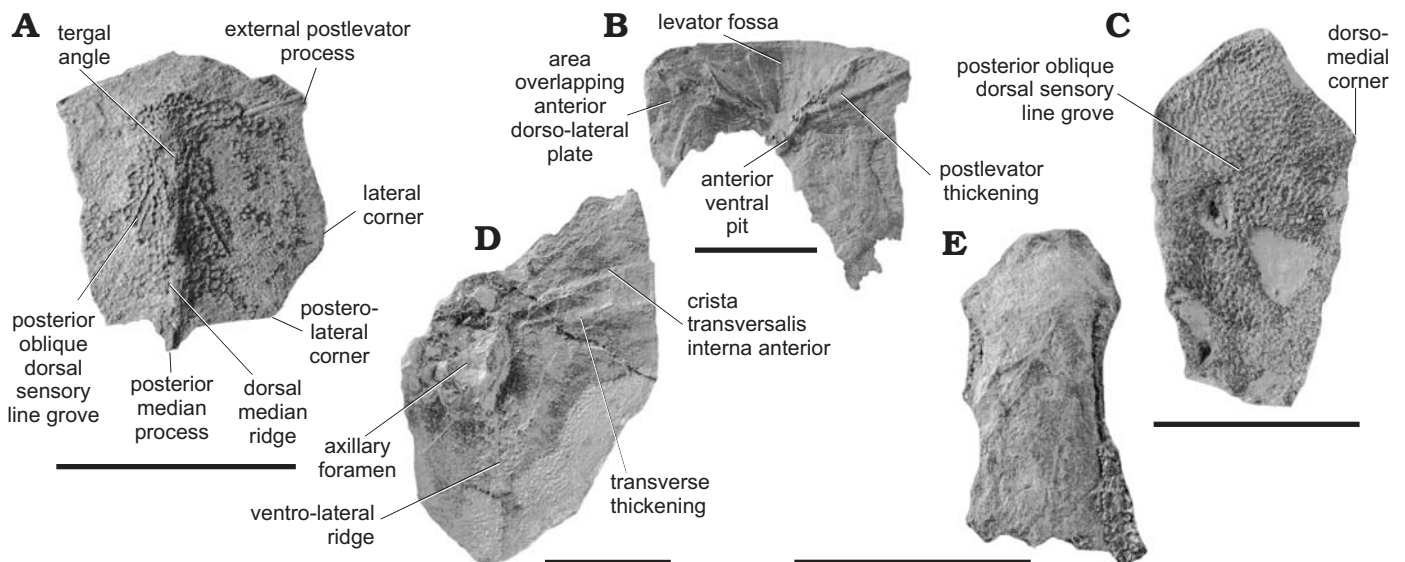 A
tergal
angle
external postlevator
process
lateral
corner
postero-
lateral
corner
dorsal
median
ridge
posterior
median
process
posterior
oblique
dorsal
sensory
line grove
B
levator fossa
area
overlapping
anterior
dorso-lateral
plate
anterior
ventral
pit
postlevator
thickening
C
posterior oblique
dorsal sensory
line grove
dorso-
medial
corner
D
crista
transversalis
interna anterior
axillary
foramen
transverse
thickening
ventro-lateral
ridge
E